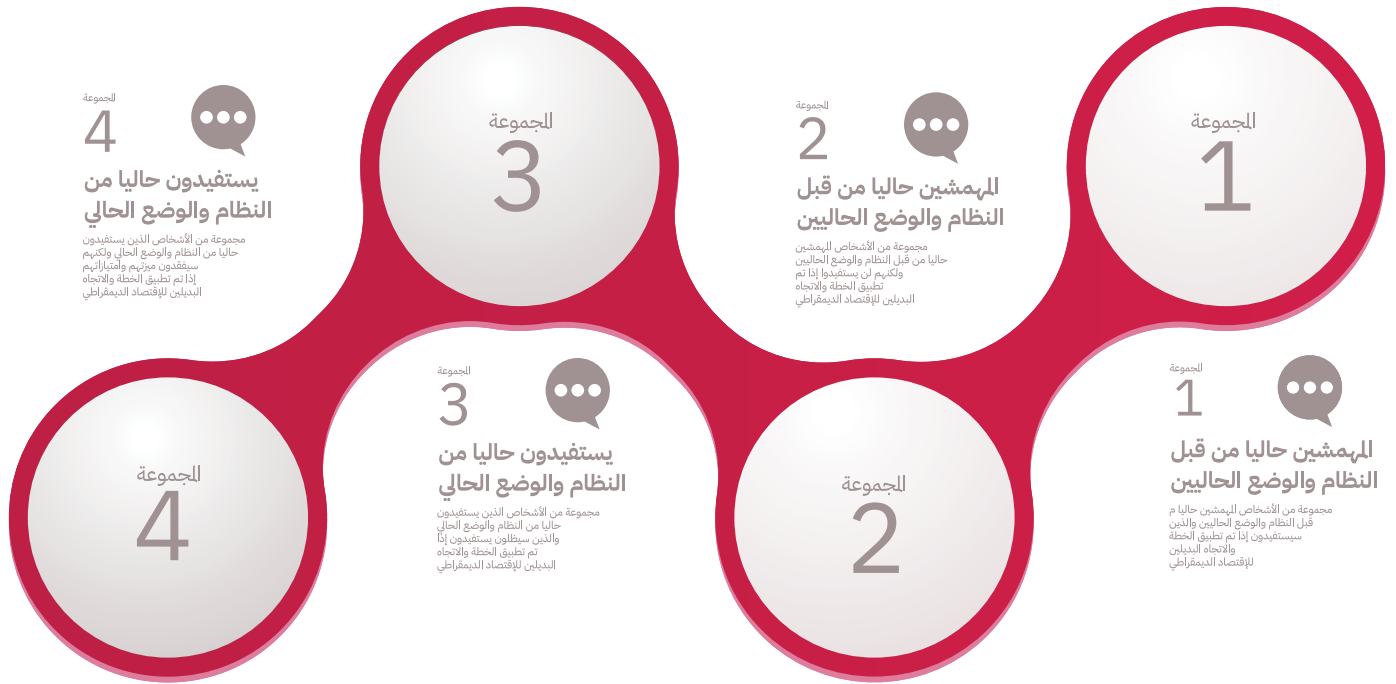 المجموعة
1
المجموعة
1
المهمشين حاليا من قبل
النظام والوضع الحاليين
مجموعة من الأشخاص المهمشين حاليا م
قبل النظام والوضع الحاليين والذين
سيستفيدون إذا تم تطبيق الخطة
والاتجاه البديلين
للإقتصاد الديمقراطي
المجموعة
2
المجموعة
2
المهمشين حاليا من قبل
النظام والوضع الحاليين
مجموعة من الأشخاص المهمشين
حاليا من قبل النظام والوضع الحاليين
ولكنهم لن يستفيدوا إذا تم
تطبيق الخطة والاتجاه
البديلين للإقتصاد الديمقراطي
المجموعة
3
المجموعة
3
يستفيدون حاليا من
النظام والوضع الحالي
مجموعة من الأشخاص الذين يستفيدون
حاليا من النظام والوضع الحالي
والذين سيظلون يستفيدون إذا
تم تطبيق الخطة والاتجاه
البديلين للإقتصاد الديمقراطي
المجموعة
4
المجموعة
4
يستفيدون حاليا من
النظام والوضع الحالي
مجموعة من الأشخاص الذين يستفيدون
حاليا من النظام والوضع الحالي ولكنهم
سيفقدون ميزتهم وامتيازاتهم
إذا تم تطبيق الخطة والاتجاه
البديلين للإقتصاد الديمقراطي